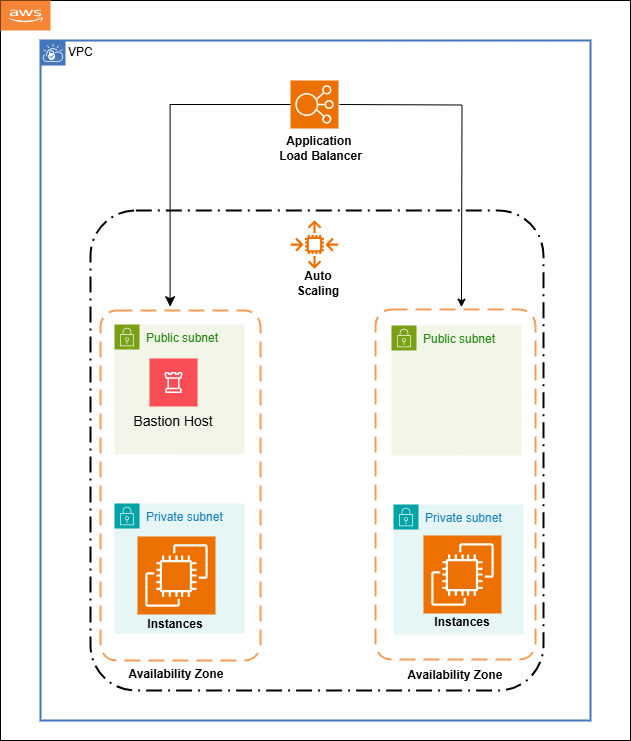 aws
VPC
Application
Load Balancer
Auto
Scaling
Public subnet
Public subnet
Bastion Host
Private subnet
Private subnet
Instances
Instances
Availability Zone
Availability Zone